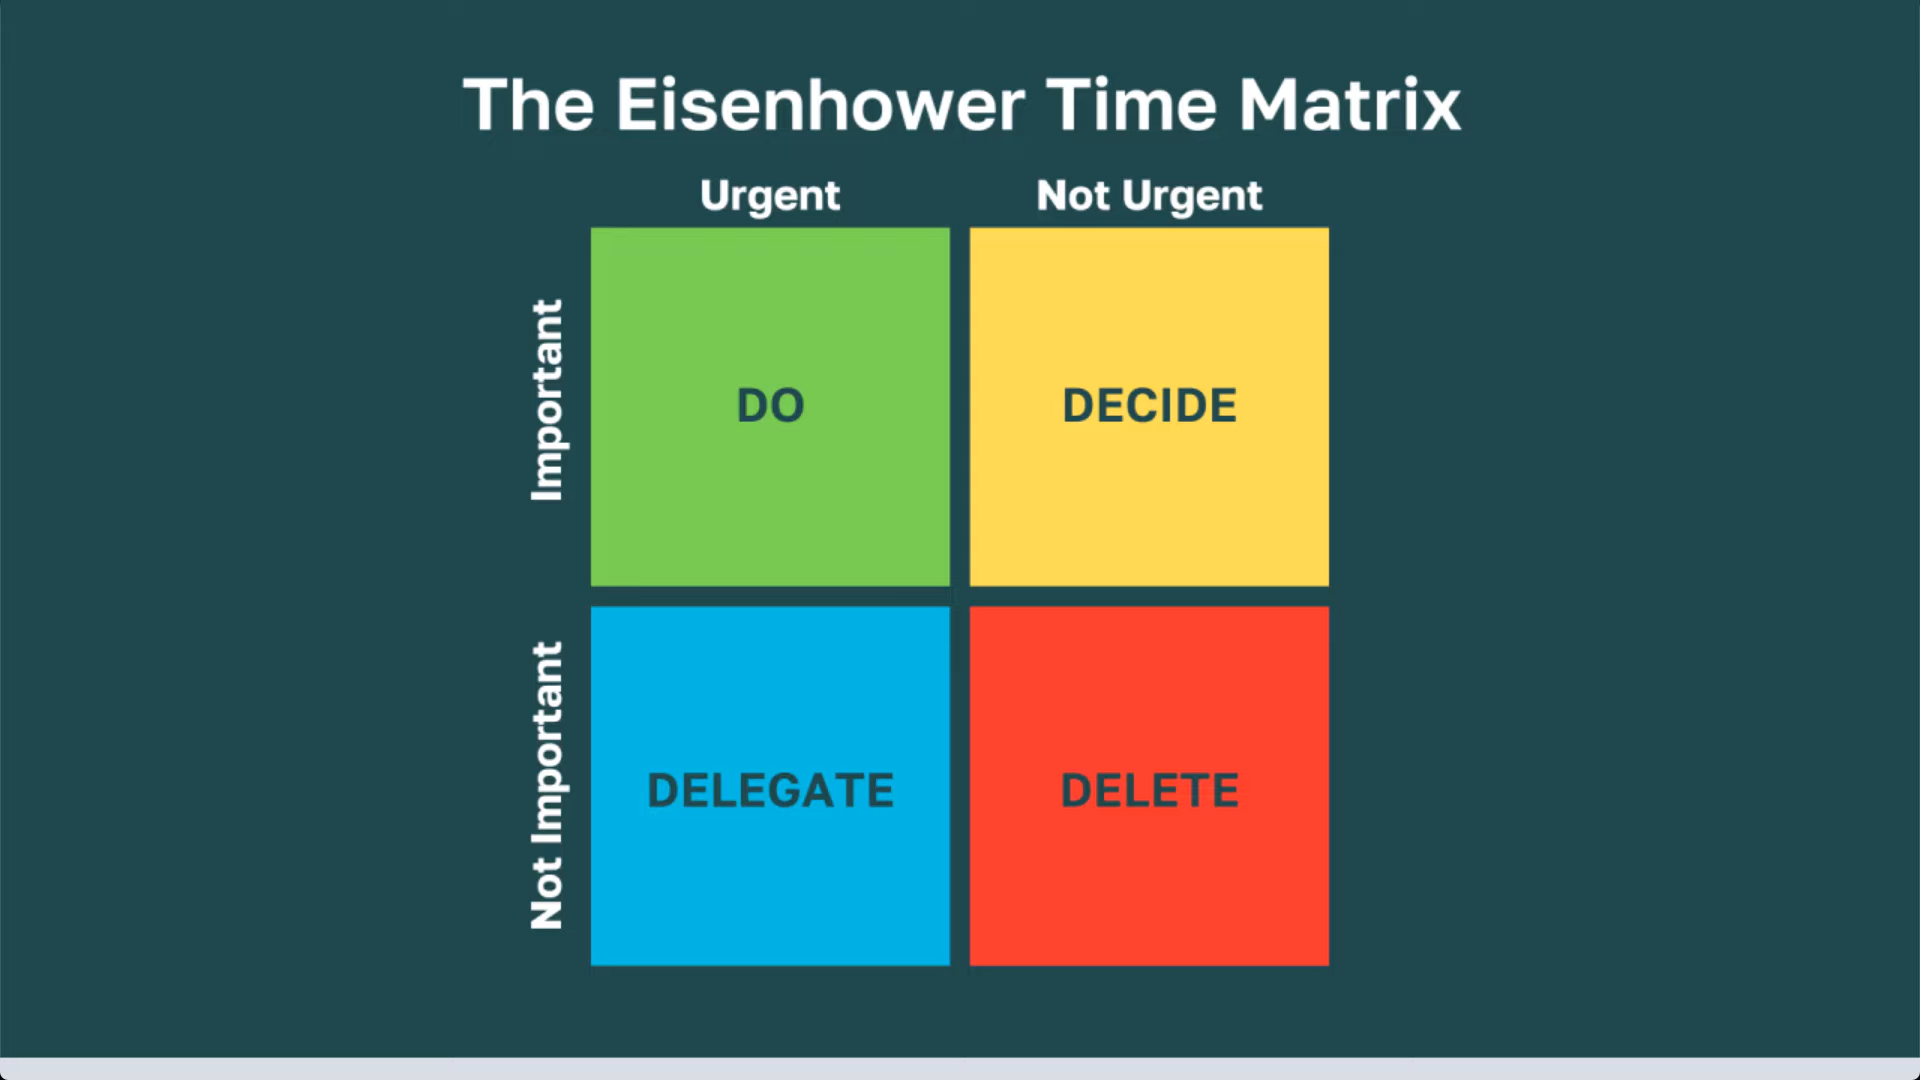 The Eisenhower Time Matrix
Urgent
Not Urgent
Important
DO
DECIDE
Not Important
DELEGATE
DELETE